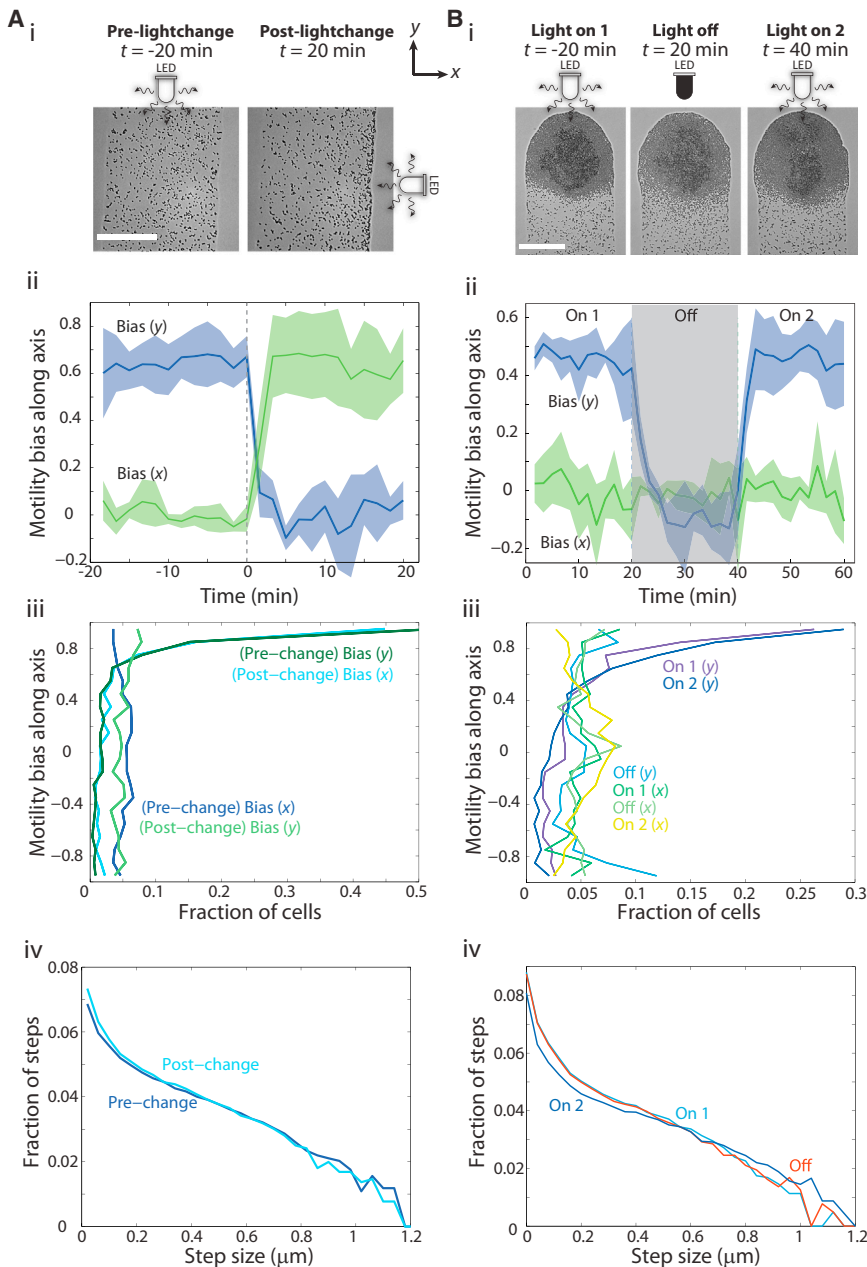 A
i
Pre-lightchange
t = -20 min
LED
Post-lightchange
t = 20 min
y
x
LED
ii
Motility bias along axis
0.8
0.6
0.4
0.2
0
−0.2
Bias (y)
Bias (x)
-20
-10
0
10
20
Time (min)
iii
Motility bias along axis
0.8
0.4
0
−0.4
−0.8
(Pre−change) Bias (y)
(Post−change) Bias (x)
(Pre−change) Bias (x)
(Post−change) Bias (y)
0
0.1
0.2
0.3
0.4
0.5
Fraction of cells
iv
Fraction of steps
0.08
0.06
0.04
0.02
0
Post−change
Pre−change
0
0.2
0.4
0.6
0.8
1
1.2
Step size (μm)
B
i
Light on 1
t = -20 min
LED
Light off
t = 20 min
LED
Light on 2
t = 40 min
LED
ii
Motility bias along axis
0.6
0.4
0.2
0
−0.2
On 1
Off
On 2
Bias (y)
Bias (x)
0
10
20
30
40
50
60
Time (min)
iii
Motility bias along axis
0.8
0.4
0
−0.4
−0.8
On 1 (y)
On 2 (y)
Off (y)
On 1 (x)
Off (x)
On 2 (x)
0
0.05
0.1
0.15
0.2
0.25
0.3
Fraction of cells
iv
Fraction of steps
0.08
0.06
0.04
0.02
0
On 2
On 1
Off
0
0.2
0.4
0.6
0.8
1
1.2
Step size (μm)